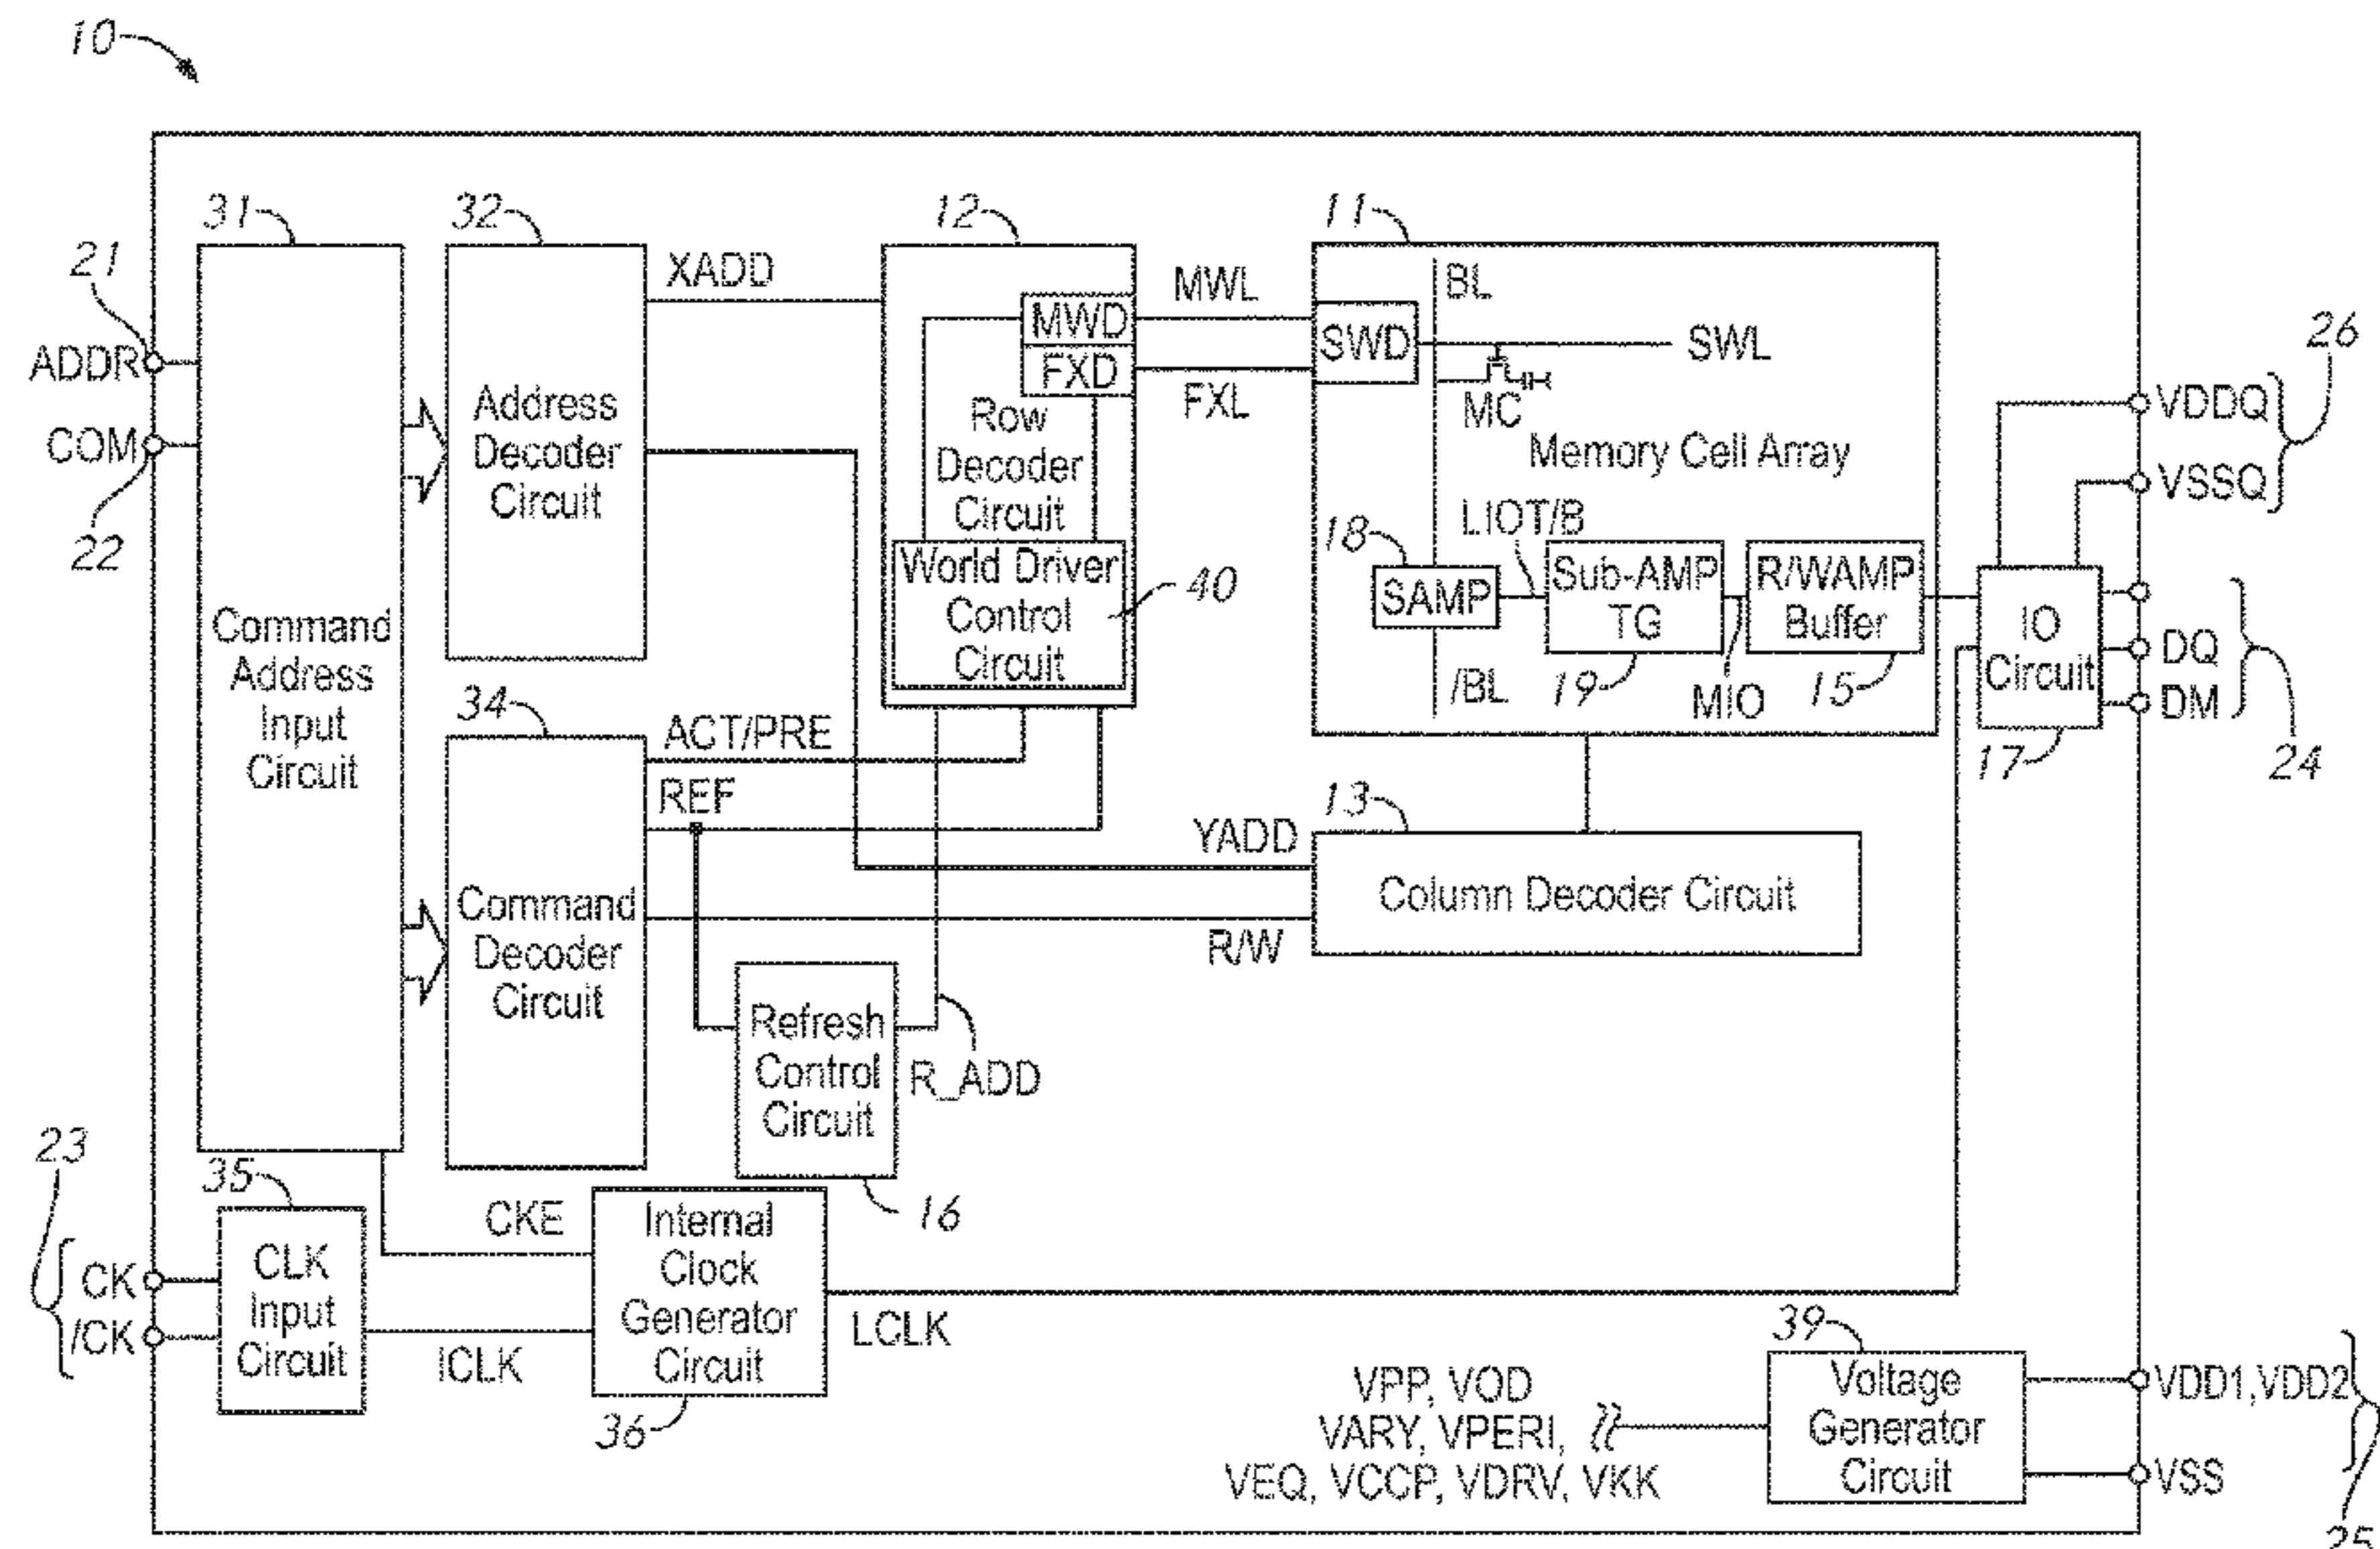 10
31
32
12
11
21
XADD
MWL
BL
MWD
SWD
SWL
26
ADDR
FXD
FXL
MC
VDDQ
COM
Address
Decoder
Circuit
Row
Decoder
Circuit
Memory Cell Array
VSSQ
22
18
LIOT/B
World Driver
Control
Circuit
40
SAMP
Sub-AMP
TG
R/WAMP
Buffer
IO
Circuit
Command
Address
Input
Circuit
DQ
DM
24
34
ACT/PRE
/BL
19
MIO
15
17
REF
13
YADD
Column Decoder Circuit
Command
Decoder
Circuit
R/W
Refresh
Control
Circuit
R_ADD
23
35
CKE
16
Internal
Clock
Generator
Circuit
CK
/CK
CLK
Input
Circuit
ICLK
LCLK
36
39
VPP, VOD
VARY, VPERI,
VEQ, VCCP, VDRV, VKK
Voltage
Generator
Circuit
VDD1,VDD2
VSS
25